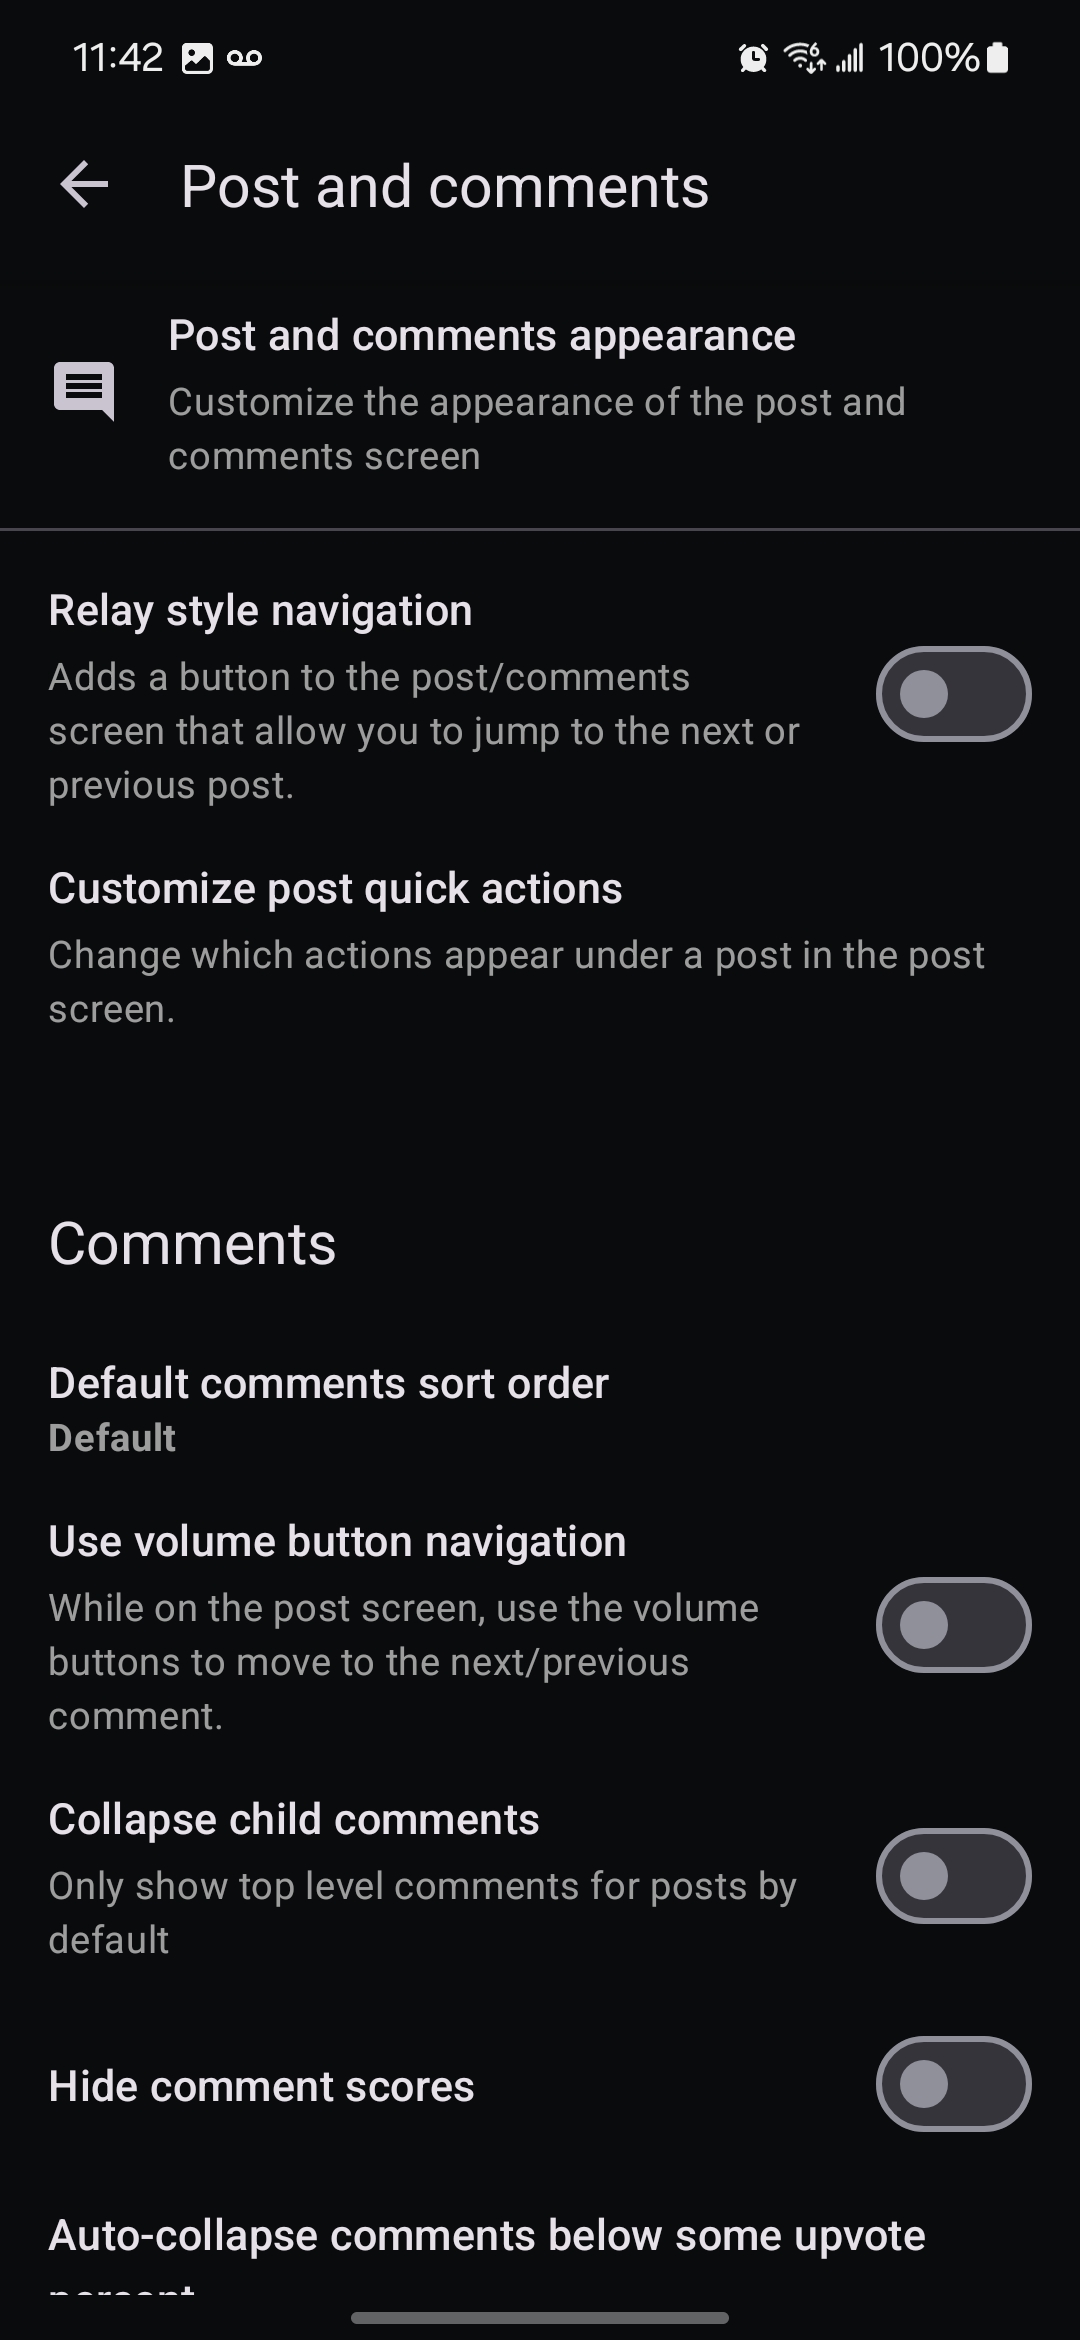 11:42 6 100%
Post and comments
Post and comments appearance
Customize the appearance of the post and
comments screen
Relay style navigation
Adds a button to the post/comments
screen that allow you to jump to the next or
previous post.
Customize post quick actions
Change which actions appear under a post in the post
screen.
Comments
Default comments sort order
Default
Use volume button navigation
While on the post screen, use the volume
buttons to move to the next/previous
comment.
Collapse child comments
Only show top level comments for posts by
default
Hide comment scores
Auto-collapse comments below some upvote